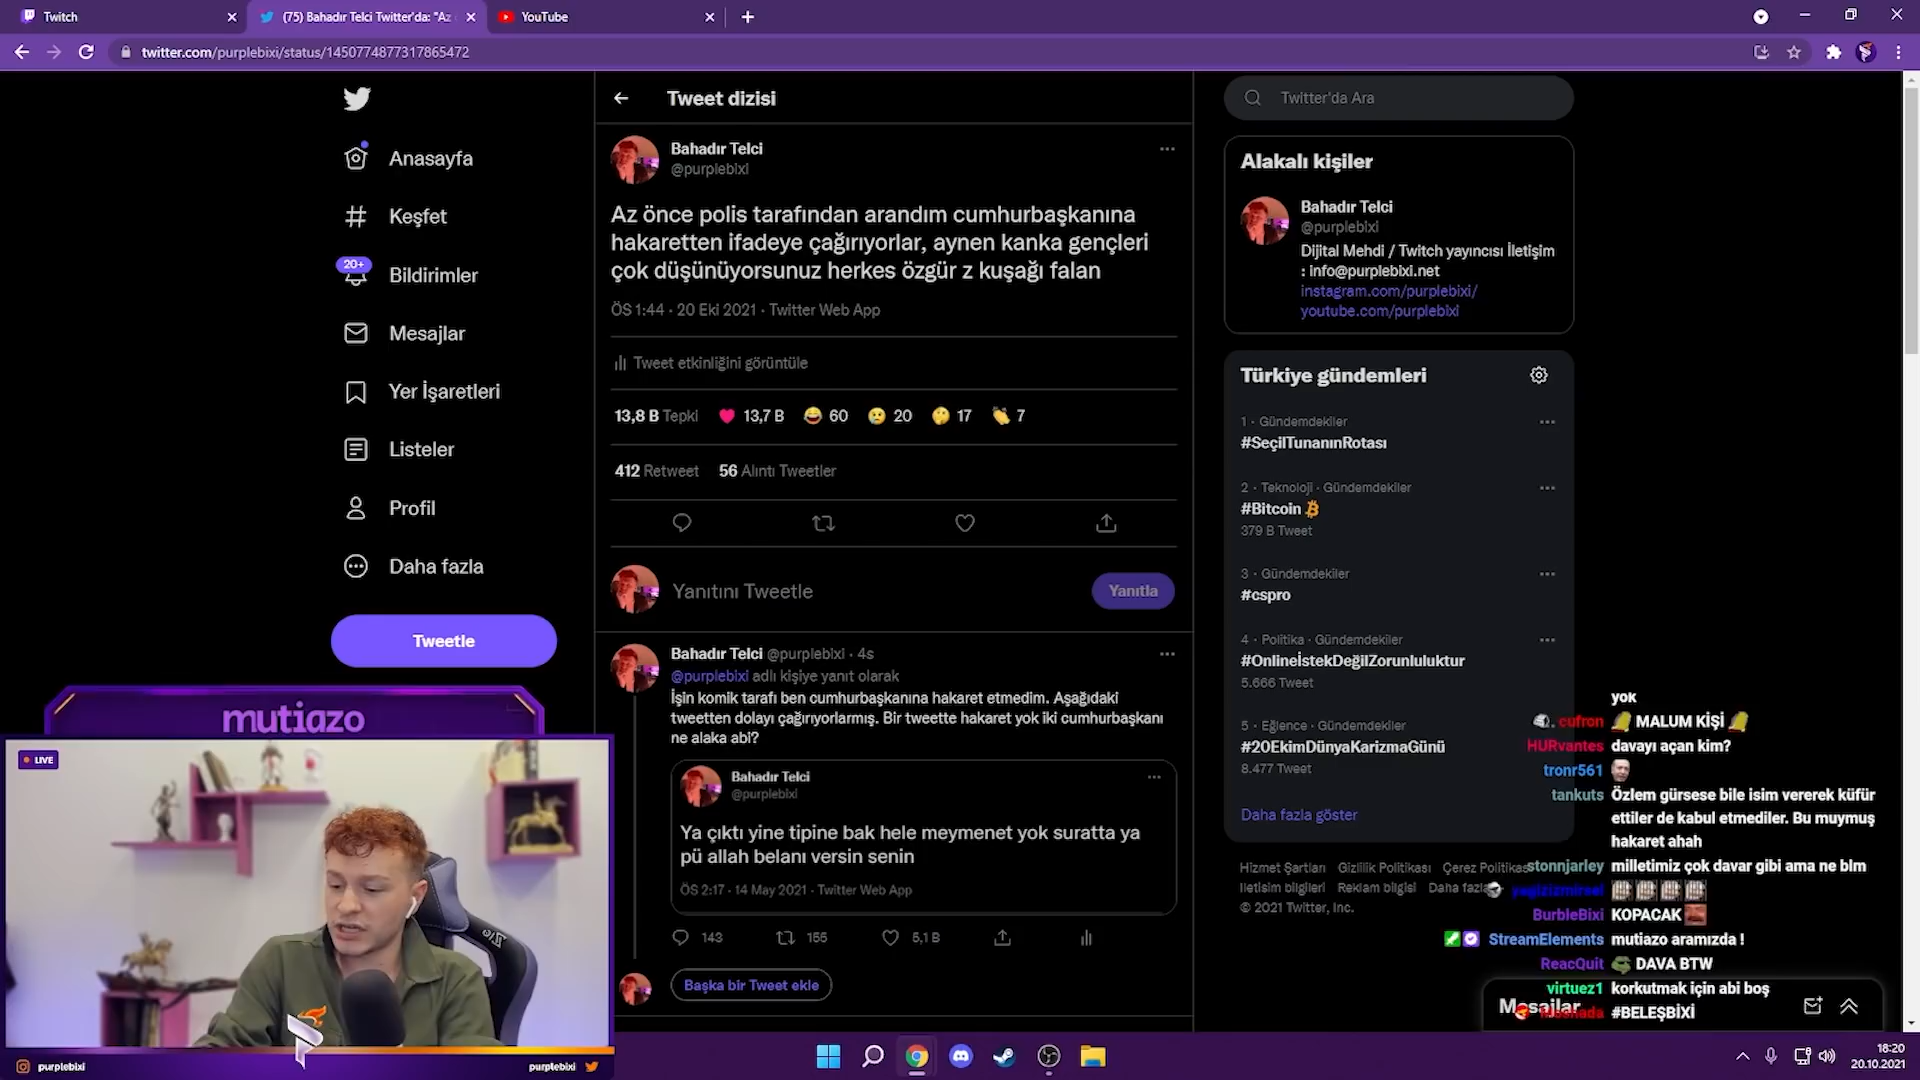 Twitch
(75) Bahadır Telci Twitter'da: "Az
YouTube
twitter.com/purplebixi/status/1450774877317865472
Anasayfa
Keşfet
20+
Bildirimler
Mesajlar
Yer İşaretleri
Listeler
Profil
Daha fazla
Tweetle
Tweet dizisi
Bahadır Telci
@purplebixi
Az önce polis tarafından arandım cumhurbaşkanına
hakaretten ifadeye çağırıyorlar, aynen kanka gençleri
çok düşünüyorsunuz herkes özgür z kuşağı falan
ÖS 1:44 · 20 Eki 2021 · Twitter Web App
Tweet etkinliğini görüntüle
13,8 B Tepki 13,7 B 60 20 17 7
412 Retweet 56 Alıntı Tweetler
Yanıtını Tweetle
Yanıtla
Bahadır Telci @purplebixi · 4s
@purplebixi adlı kişiye yanıt olarak
İşin komik tarafı ben cumhurbaşkanına hakaret etmedim. Aşağıdaki
tweetten dolayı çağırıyorlarmış. Bir tweette hakaret yok iki cumhurbaşkanı
ne alaka abi?
Bahadır Telci
@purplebixi
Ya çıktı yine tipine bak hele meymenet yok suratta ya
pü allah belanı versin senin
ÖS 2:17 · 14 May 2021 · Twitter Web App
143 155 5,1 B
Başka bir Tweet ekle
Twitter'da Ara
Alakalı kişiler
Bahadır Telci
@purplebixi
Dijital Mehdi / Twitch yayıncısı İletişim
: info@purplebixi.net
instagram.com/purplebixi/
youtube.com/purplebixi
Türkiye gündemleri
1 · Gündemdekiler
#SeçilTunanınRotası
2 · Teknoloji · Gündemdekiler
#Bitcoin
379 B Tweet
3 · Gündemdekiler
#cspro
4 · Politika · Gündemdekiler
#OnlineİstekDeğilZorunluluktur
5.666 Tweet
5 · Eğlence · Gündemdekiler
#20EkimDünyaKarizmaGünü
8.477 Tweet
Daha fazla göster
Hizmet Şartları Gizlilik Politikası Çerez Politikası
İletişim bilgileri Reklam bilgisi Daha fazla
© 2021 Twitter, Inc.
Mesajlar
yok
cufron MALUM KİŞİ
HURvantes davayı açan kim?
tronr561
tankuts Özlem gürsese bile isim vererek küfür
ettiler de kabul etmediler. Bu muymuş
hakaret ahah
stonnjarley milletimiz çok davar gibi ama ne blm
BurbleBixi KOPACAK
StreamElements mutiazo aramızda !
ReacQuit DAVA BTW
virtuez1 korkutmak için abi boş
#BELEŞBİXİ
mutiazo
LIVE
purplebixi
purplebixi
18:20
20.10.2021